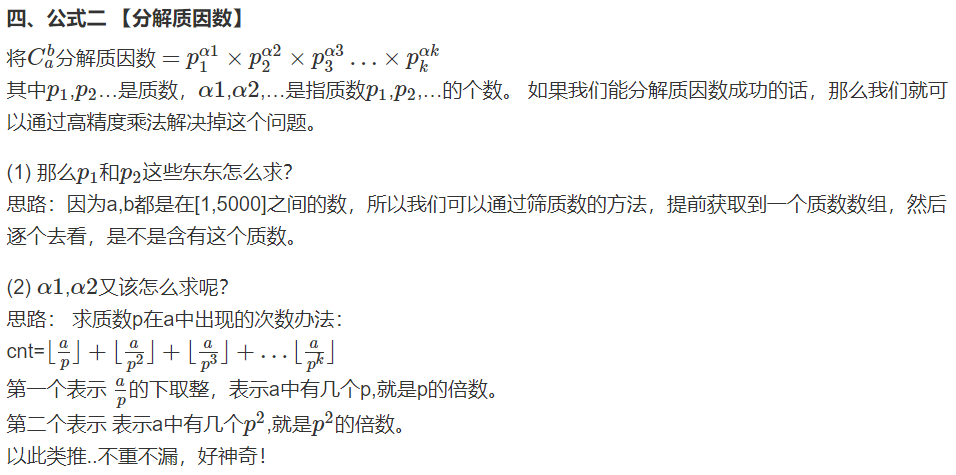 四、公式二 【分解质因数】
将$C_a^b$分解质因数 $= p_1^{\alpha 1} \times p_2^{\alpha 2} \times p_3^{\alpha 3} \ldots \times p_k^{\alpha k}$
其中$p_1$,$p_2$…是质数，$\alpha 1$,$\alpha 2$,…是指质数$p_1$,$p_2$,…的个数。 如果我们能分解质因数成功的话，那么我们就可
以通过高精度乘法解决掉这个问题。
(1) 那么$p_1$和$p_2$这些东东怎么求？
思路：因为a,b都是在[1,5000]之间的数，所以我们可以通过筛质数的方法，提前获取到一个质数数组，然后
逐个去看，是不是含有这个质数。
(2) $\alpha 1$,$\alpha 2$又该怎么求呢？
思路： 求质数p在a中出现的次数办法：
cnt=$\lfloor \frac{a}{p} \rfloor + \lfloor \frac{a}{p^2} \rfloor + \lfloor \frac{a}{p^3} \rfloor + \ldots \lfloor \frac{a}{p^k} \rfloor$
第一个表示 $\frac{a}{p}$的下取整，表示a中有几个p,就是p的倍数。
第二个表示 表示a中有几个$p^2$,就是$p^2$的倍数。
以此类推..不重不漏，好神奇！